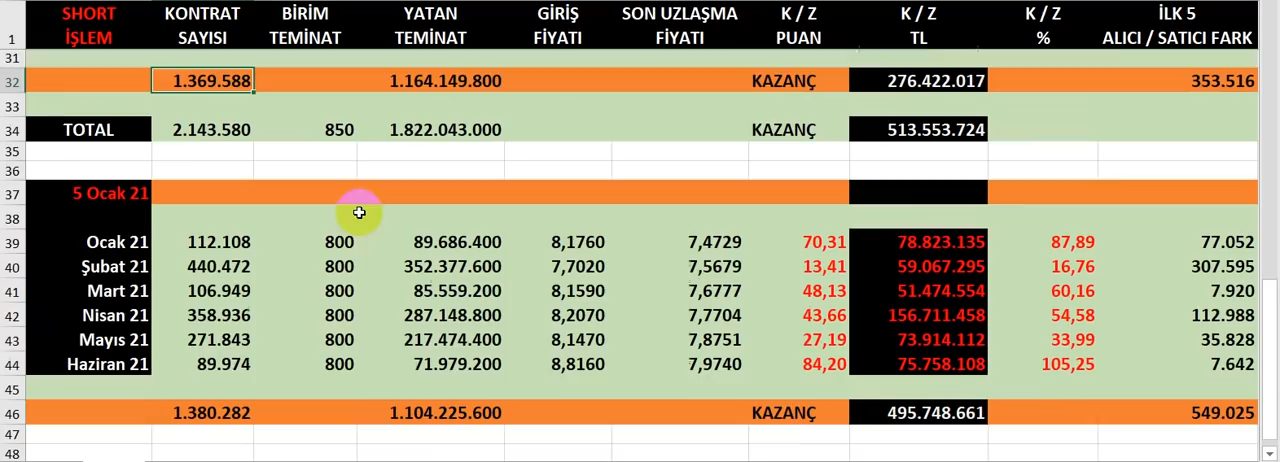 SHORT KONTRAT BİRİM YATAN GİRİŞ SON UZLAŞMA K / Z K / Z K / Z İLK 5
1 İŞLEM SAYISI TEMİNAT TEMİNAT FİYATI FİYATI PUAN TL % ALICI / SATICI FARK
31
32 1.369.588 1.164.149.800 KAZANÇ 276.422.017 353.516
33
34 TOTAL 2.143.580 850 1.822.043.000 KAZANÇ 513.553.724
35
36
37 5 Ocak 21
38
39 Ocak 21 112.108 800 89.686.400 8,1760 7,4729 70,31 78.823.135 87,89 77.052
40 Şubat 21 440.472 800 352.377.600 7,7020 7,5679 13,41 59.067.295 16,76 307.595
41 Mart 21 106.949 800 85.559.200 8,1590 7,6777 48,13 51.474.554 60,16 7.920
42 Nisan 21 358.936 800 287.148.800 8,2070 7,7704 43,66 156.711.458 54,58 112.988
43 Mayıs 21 271.843 800 217.474.400 8,1470 7,8751 27,19 73.914.112 33,99 35.828
44 Haziran 21 89.974 800 71.979.200 8,8160 7,9740 84,20 75.758.108 105,25 7.642
45
46 1.380.282 1.104.225.600 KAZANÇ 495.748.661 549.025
47
48